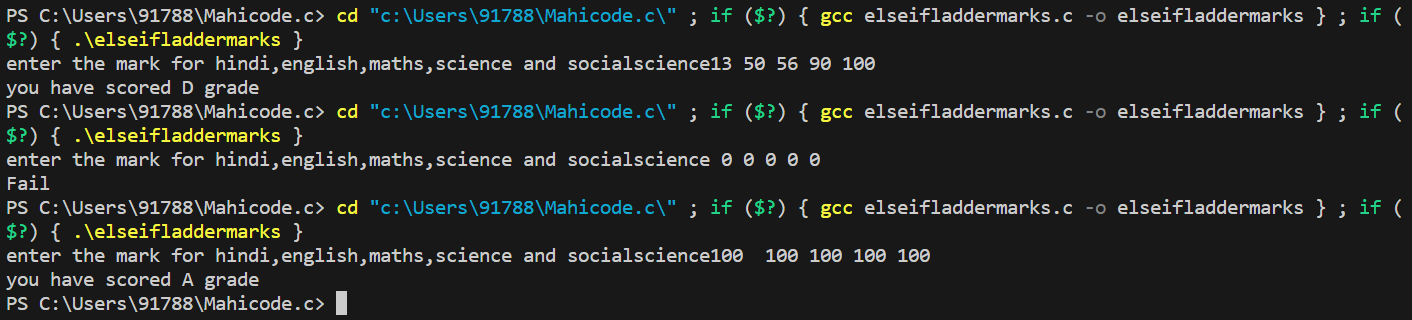 PS C:\Users\91788\Mahicode.c> cd "c:\Users\91788\Mahicode.c\" ; if ($?) { gcc elseifladdermarks.c -o elseifladdermarks } ; if (
$?) { .\elseifladdermarks }
enter the mark for hindi,english,maths,science and socialscience13 50 56 90 100
you have scored D grade
PS C:\Users\91788\Mahicode.c> cd "c:\Users\91788\Mahicode.c\" ; if ($?) { gcc elseifladdermarks.c -o elseifladdermarks } ; if (
$?) { .\elseifladdermarks }
enter the mark for hindi,english,maths,science and socialscience 0 0 0 0 0
Fail
PS C:\Users\91788\Mahicode.c> cd "c:\Users\91788\Mahicode.c\" ; if ($?) { gcc elseifladdermarks.c -o elseifladdermarks } ; if (
$?) { .\elseifladdermarks }
enter the mark for hindi,english,maths,science and socialscience100  100 100 100 100
you have scored A grade
PS C:\Users\91788\Mahicode.c>